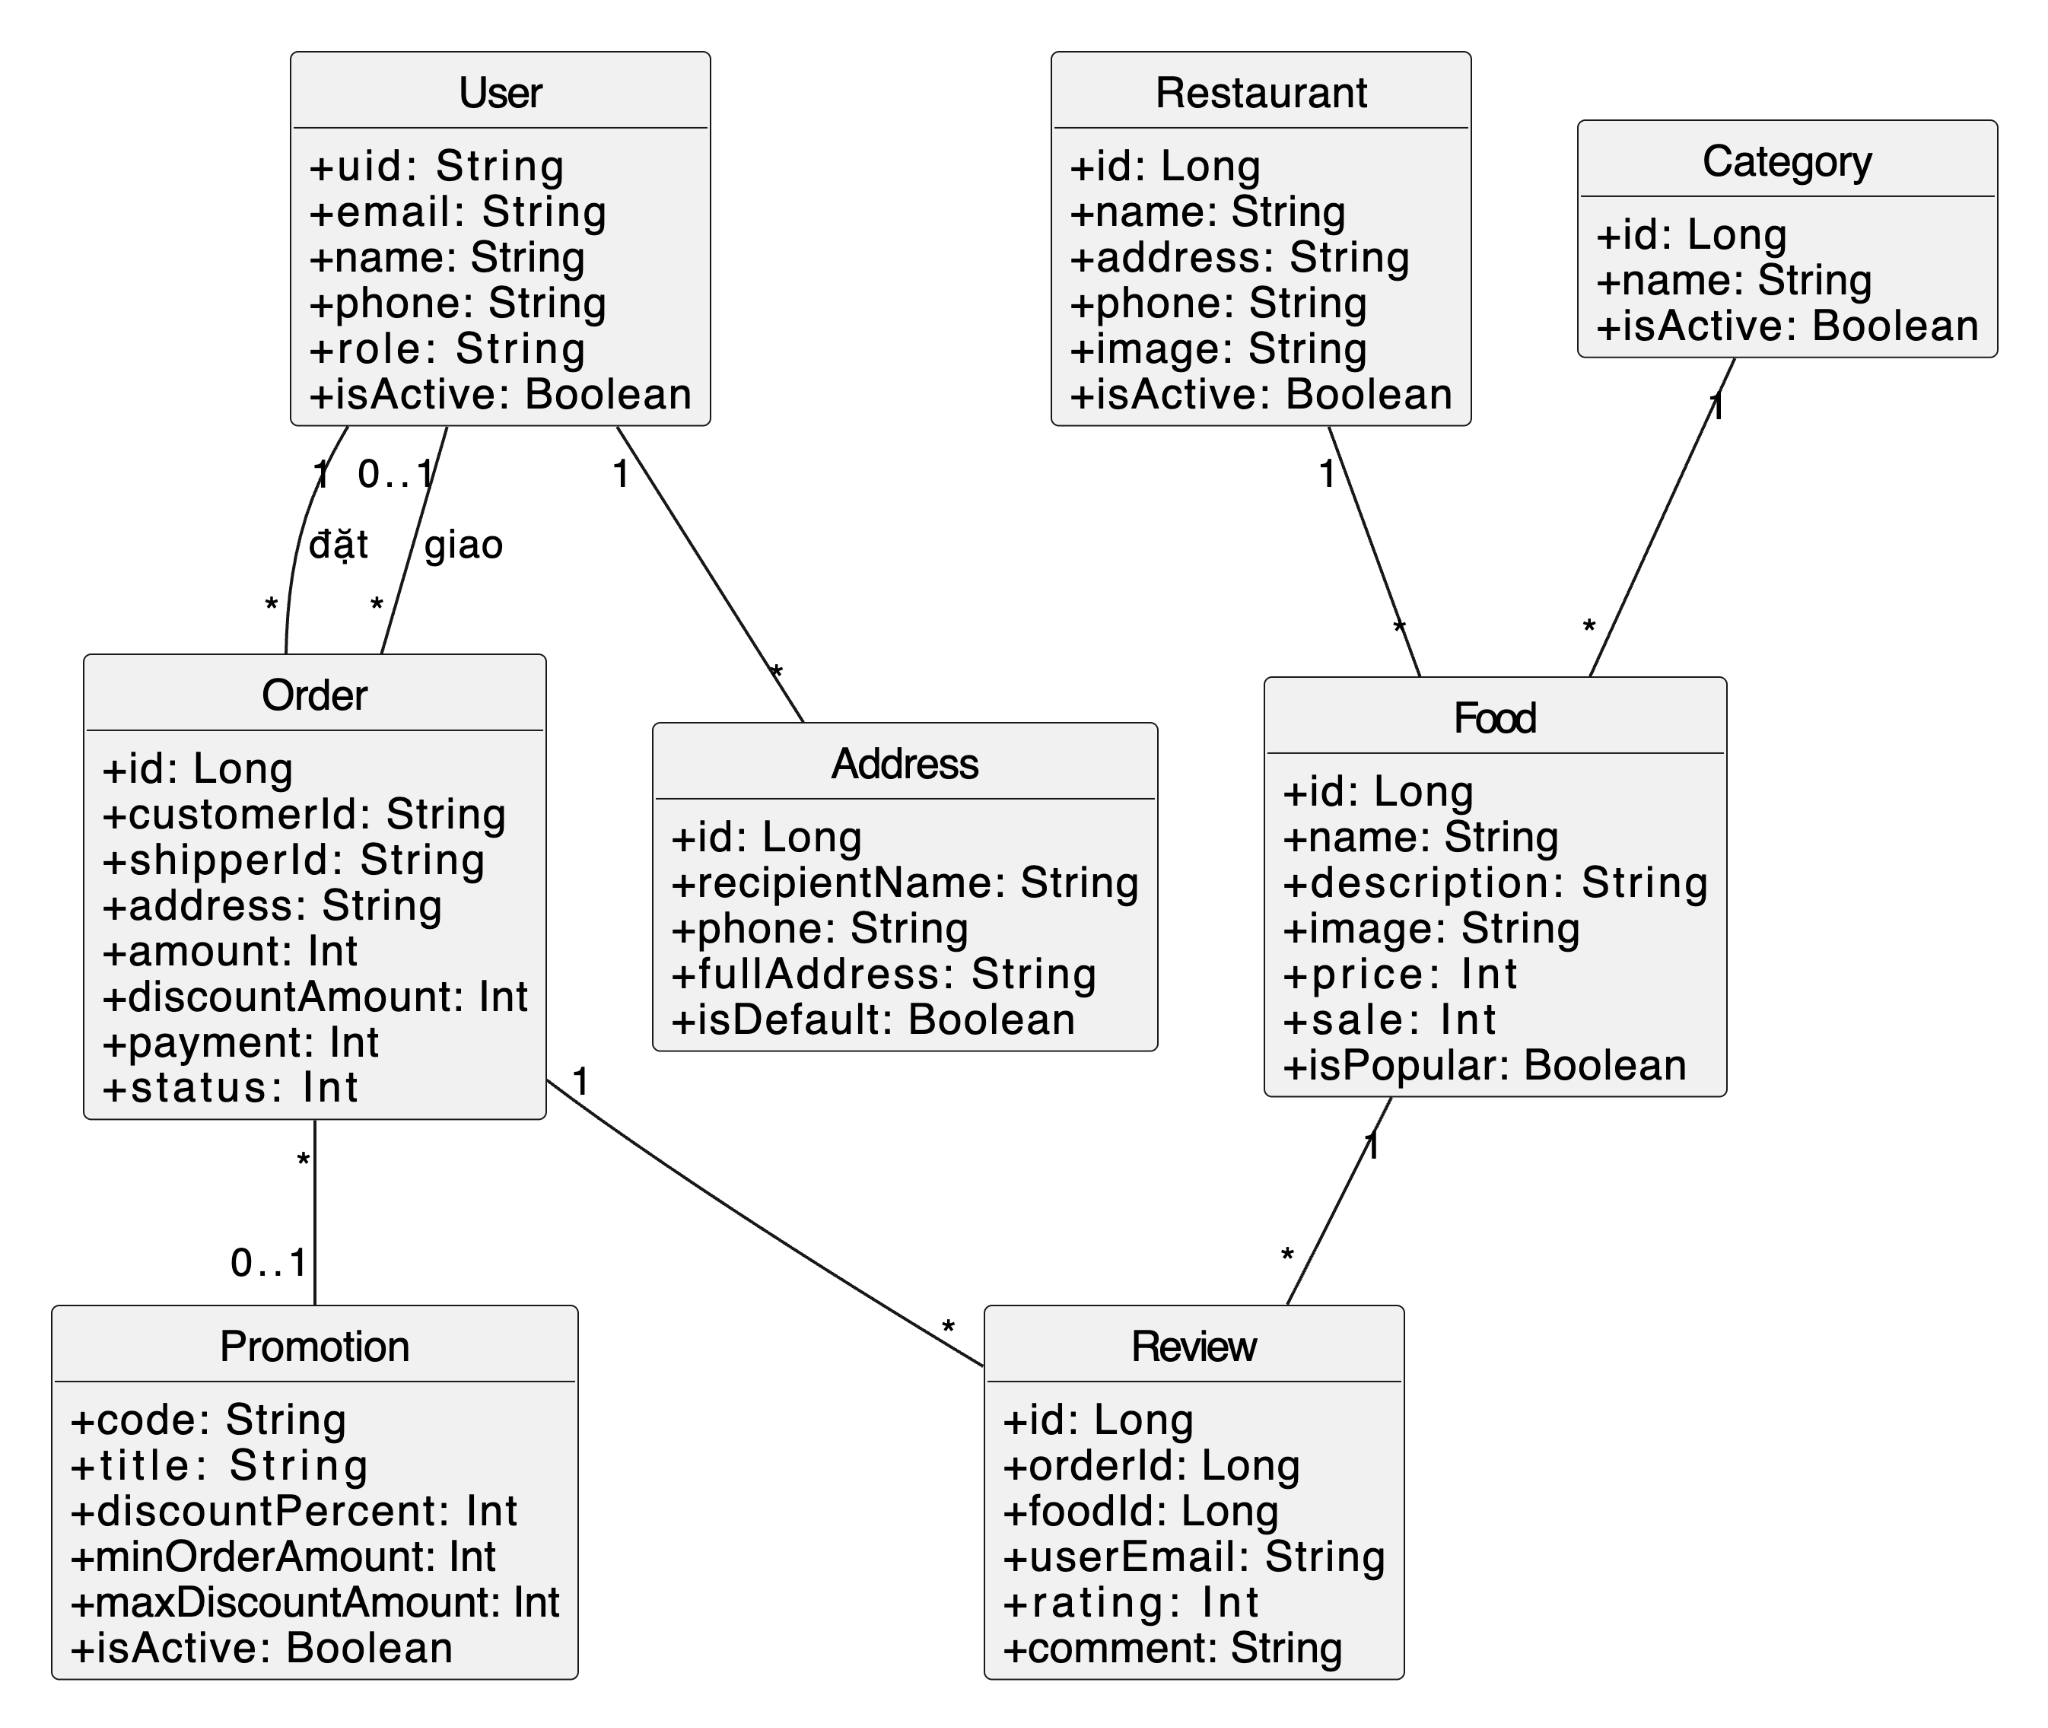 User
+uid: String
+email: String
+name: String
+phone: String
+role: String
+isActive: Boolean
Restaurant
+id: Long
+name: String
+address: String
+phone: String
+image: String
+isActive: Boolean
Category
+id: Long
+name: String
+isActive: Boolean
1
0..1
1
1
1
đặt
giao
*
*
*
*
*
Order
+id: Long
+customerId: String
+shipperId: String
+address: String
+amount: Int
+discountAmount: Int
+payment: Int
+status: Int
Address
+id: Long
+recipientName: String
+phone: String
+fullAddress: String
+isDefault: Boolean
Food
+id: Long
+name: String
+description: String
+image: String
+price: Int
+sale: Int
+isPopular: Boolean
*
1
1
0..1
*
*
Promotion
+code: String
+title: String
+discountPercent: Int
+minOrderAmount: Int
+maxDiscountAmount: Int
+isActive: Boolean
Review
+id: Long
+orderId: Long
+foodId: Long
+userEmail: String
+rating: Int
+comment: String